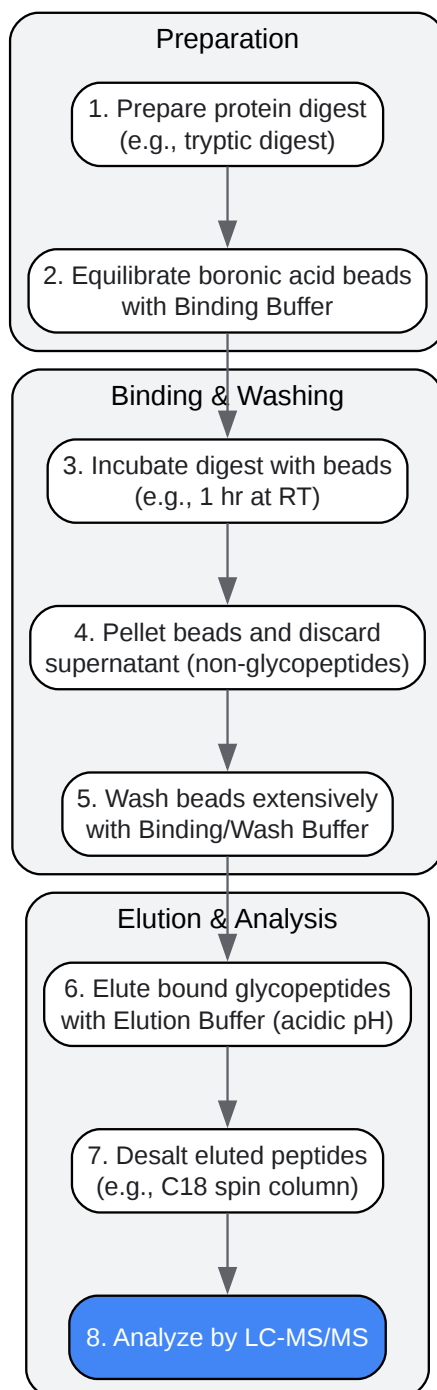 Preparation
1. Prepare protein digest
(e.g., tryptic digest)
2. Equilibrate boronic acid beads
with Binding Buffer
Binding & Washing
3. Incubate digest with beads
(e.g., 1 hr at RT)
4. Pellet beads and discard
supernatant (non-glycopeptides)
5. Wash beads extensively
with Binding/Wash Buffer
Elution & Analysis
6. Elute bound glycopeptides
with Elution Buffer (acidic pH)
7. Desalt eluted peptides
(e.g., C18 spin column)
8. Analyze by LC-MS/MS